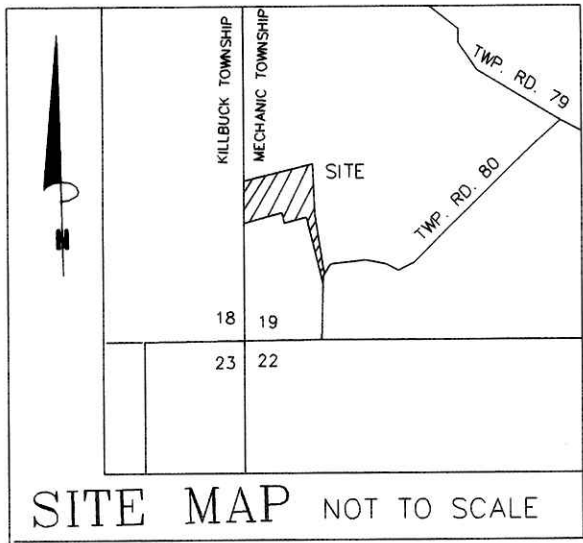 KILLBUCK TOWNSHIP
MECHANIC TOWNSHIP
TWP. RD. 79
SITE
TWP. RD. 80
N
18 19
23 22
SITE MAP NOT TO SCALE